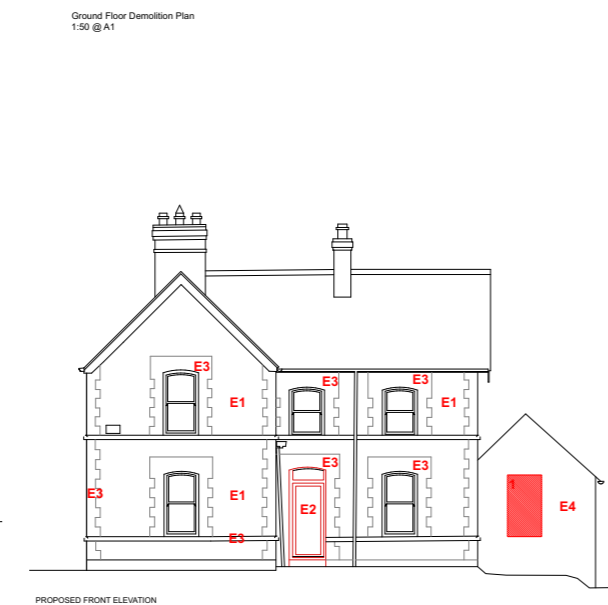 Ground Floor Demolition Plan
1:50 @ A1
E3
E3
E3
E1
E1
E3
E3
1
E3
E1
E2
E4
E3
PROPOSED FRONT ELEVATION